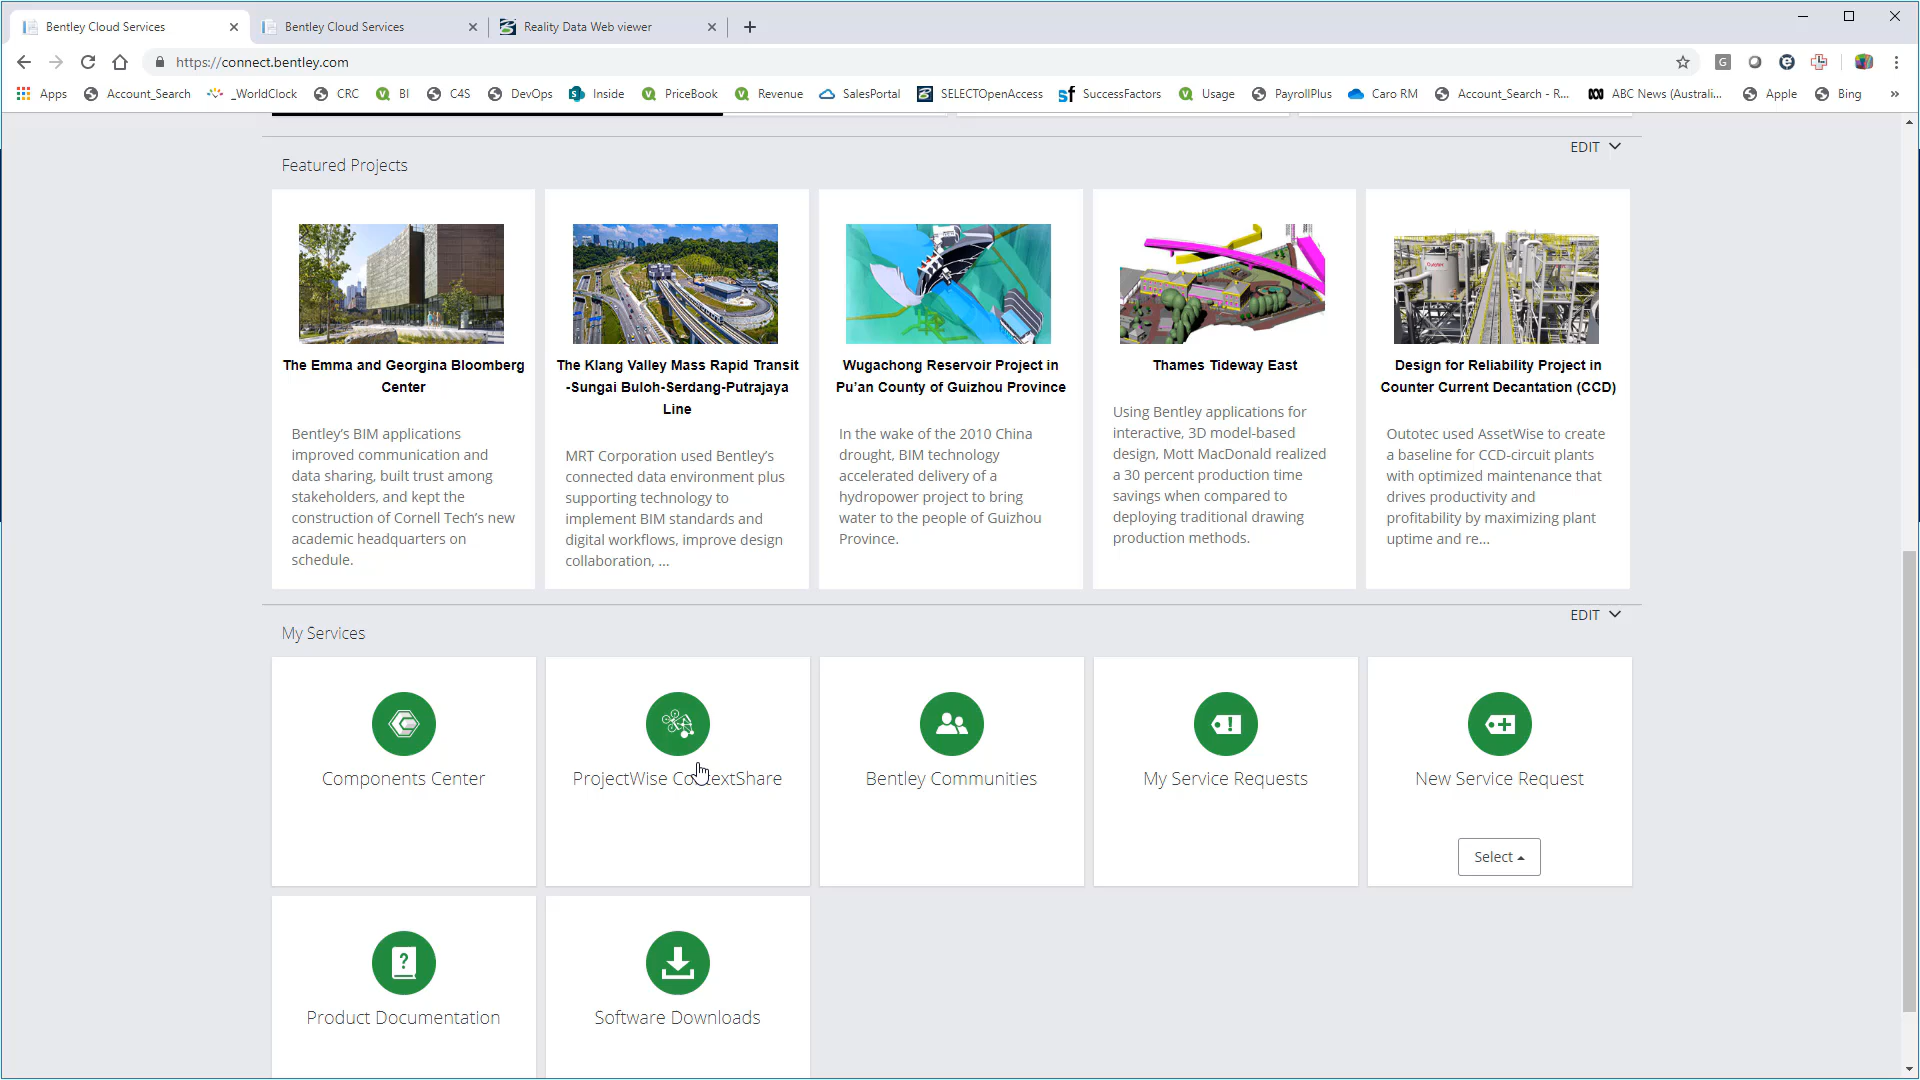 Bentley Cloud Services
Bentley Cloud Services
Reality Data Web viewer
https://connect.bentley.com
G
Apps
Account_Search
_WorldClock
CRC
BI
C4S
DevOps
Inside
PriceBook
Revenue
SalesPortal
SELECTOpenAccess
SuccessFactors
Usage
PayrollPlus
Caro RM
Account_Search - R...
ABC News (Australi...
Apple
Bing
»
EDIT
Featured Projects
The Emma and Georgina Bloomberg
Center
Bentley’s BIM applications
improved communication and
data sharing, built trust among
stakeholders, and kept the
construction of Cornell Tech’s new
academic headquarters on
schedule.
The Klang Valley Mass Rapid Transit
-Sungai Buloh-Serdang-Putrajaya
Line
MRT Corporation used Bentley’s
connected data environment plus
supporting technology to
implement BIM standards and
digital workflows, improve design
collaboration, ...
Wugachong Reservoir Project in
Pu’an County of Guizhou Province
In the wake of the 2010 China
drought, BIM technology
accelerated delivery of a
hydropower project to bring
water to the people of Guizhou
Province.
Thames Tideway East
Using Bentley applications for
interactive, 3D model-based
design, Mott MacDonald realized
a 30 percent production time
savings when compared to
deploying traditional drawing
production methods.
Design for Reliability Project in
Counter Current Decantation (CCD)
Outotec used AssetWise to create
a baseline for CCD-circuit plants
with optimized maintenance that
drives productivity and
profitability by maximizing plant
uptime and re...
EDIT
My Services
Components Center
ProjectWise ContextShare
Bentley Communities
My Service Requests
New Service Request
Select
Product Documentation
Software Downloads